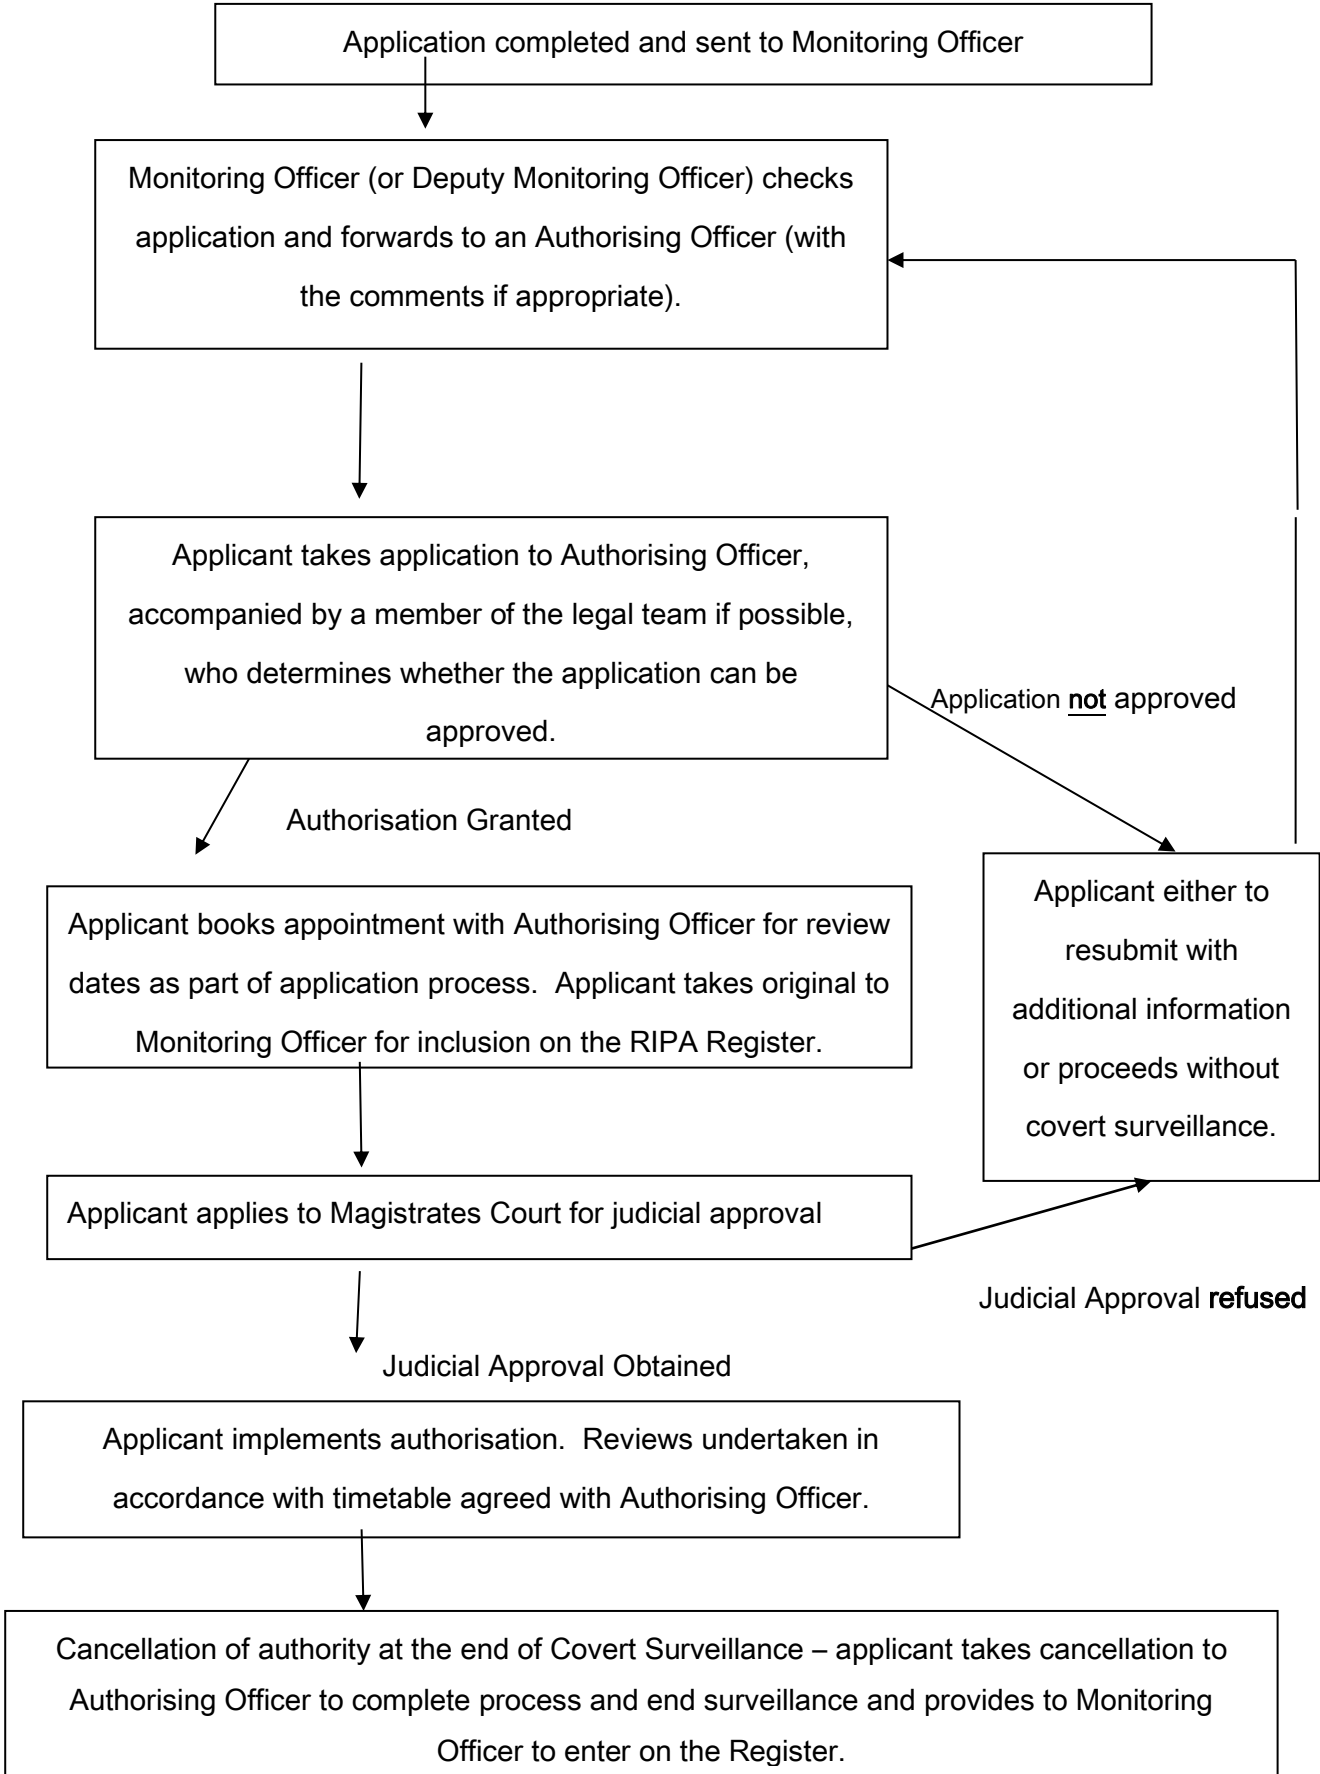 Application completed and sent to Monitoring Officer
Monitoring Officer (or Deputy Monitoring Officer) checks
application and forwards to an Authorising Officer (with
the comments if appropriate).
Applicant takes application to Authorising Officer,
accompanied by a member of the legal team if possible,
who determines whether the application can be
approved.
Application not approved
Authorisation Granted
Applicant either to
resubmit with
additional information
or proceeds without
covert surveillance.
Applicant books appointment with Authorising Officer for review
dates as part of application process.  Applicant takes original to
Monitoring Officer for inclusion on the RIPA Register.
Applicant applies to Magistrates Court for judicial approval
Judicial Approval refused
Judicial Approval Obtained
Applicant implements authorisation.  Reviews undertaken in
accordance with timetable agreed with Authorising Officer.
Cancellation of authority at the end of Covert Surveillance – applicant takes cancellation to
Authorising Officer to complete process and end surveillance and provides to Monitoring
Officer to enter on the Register.